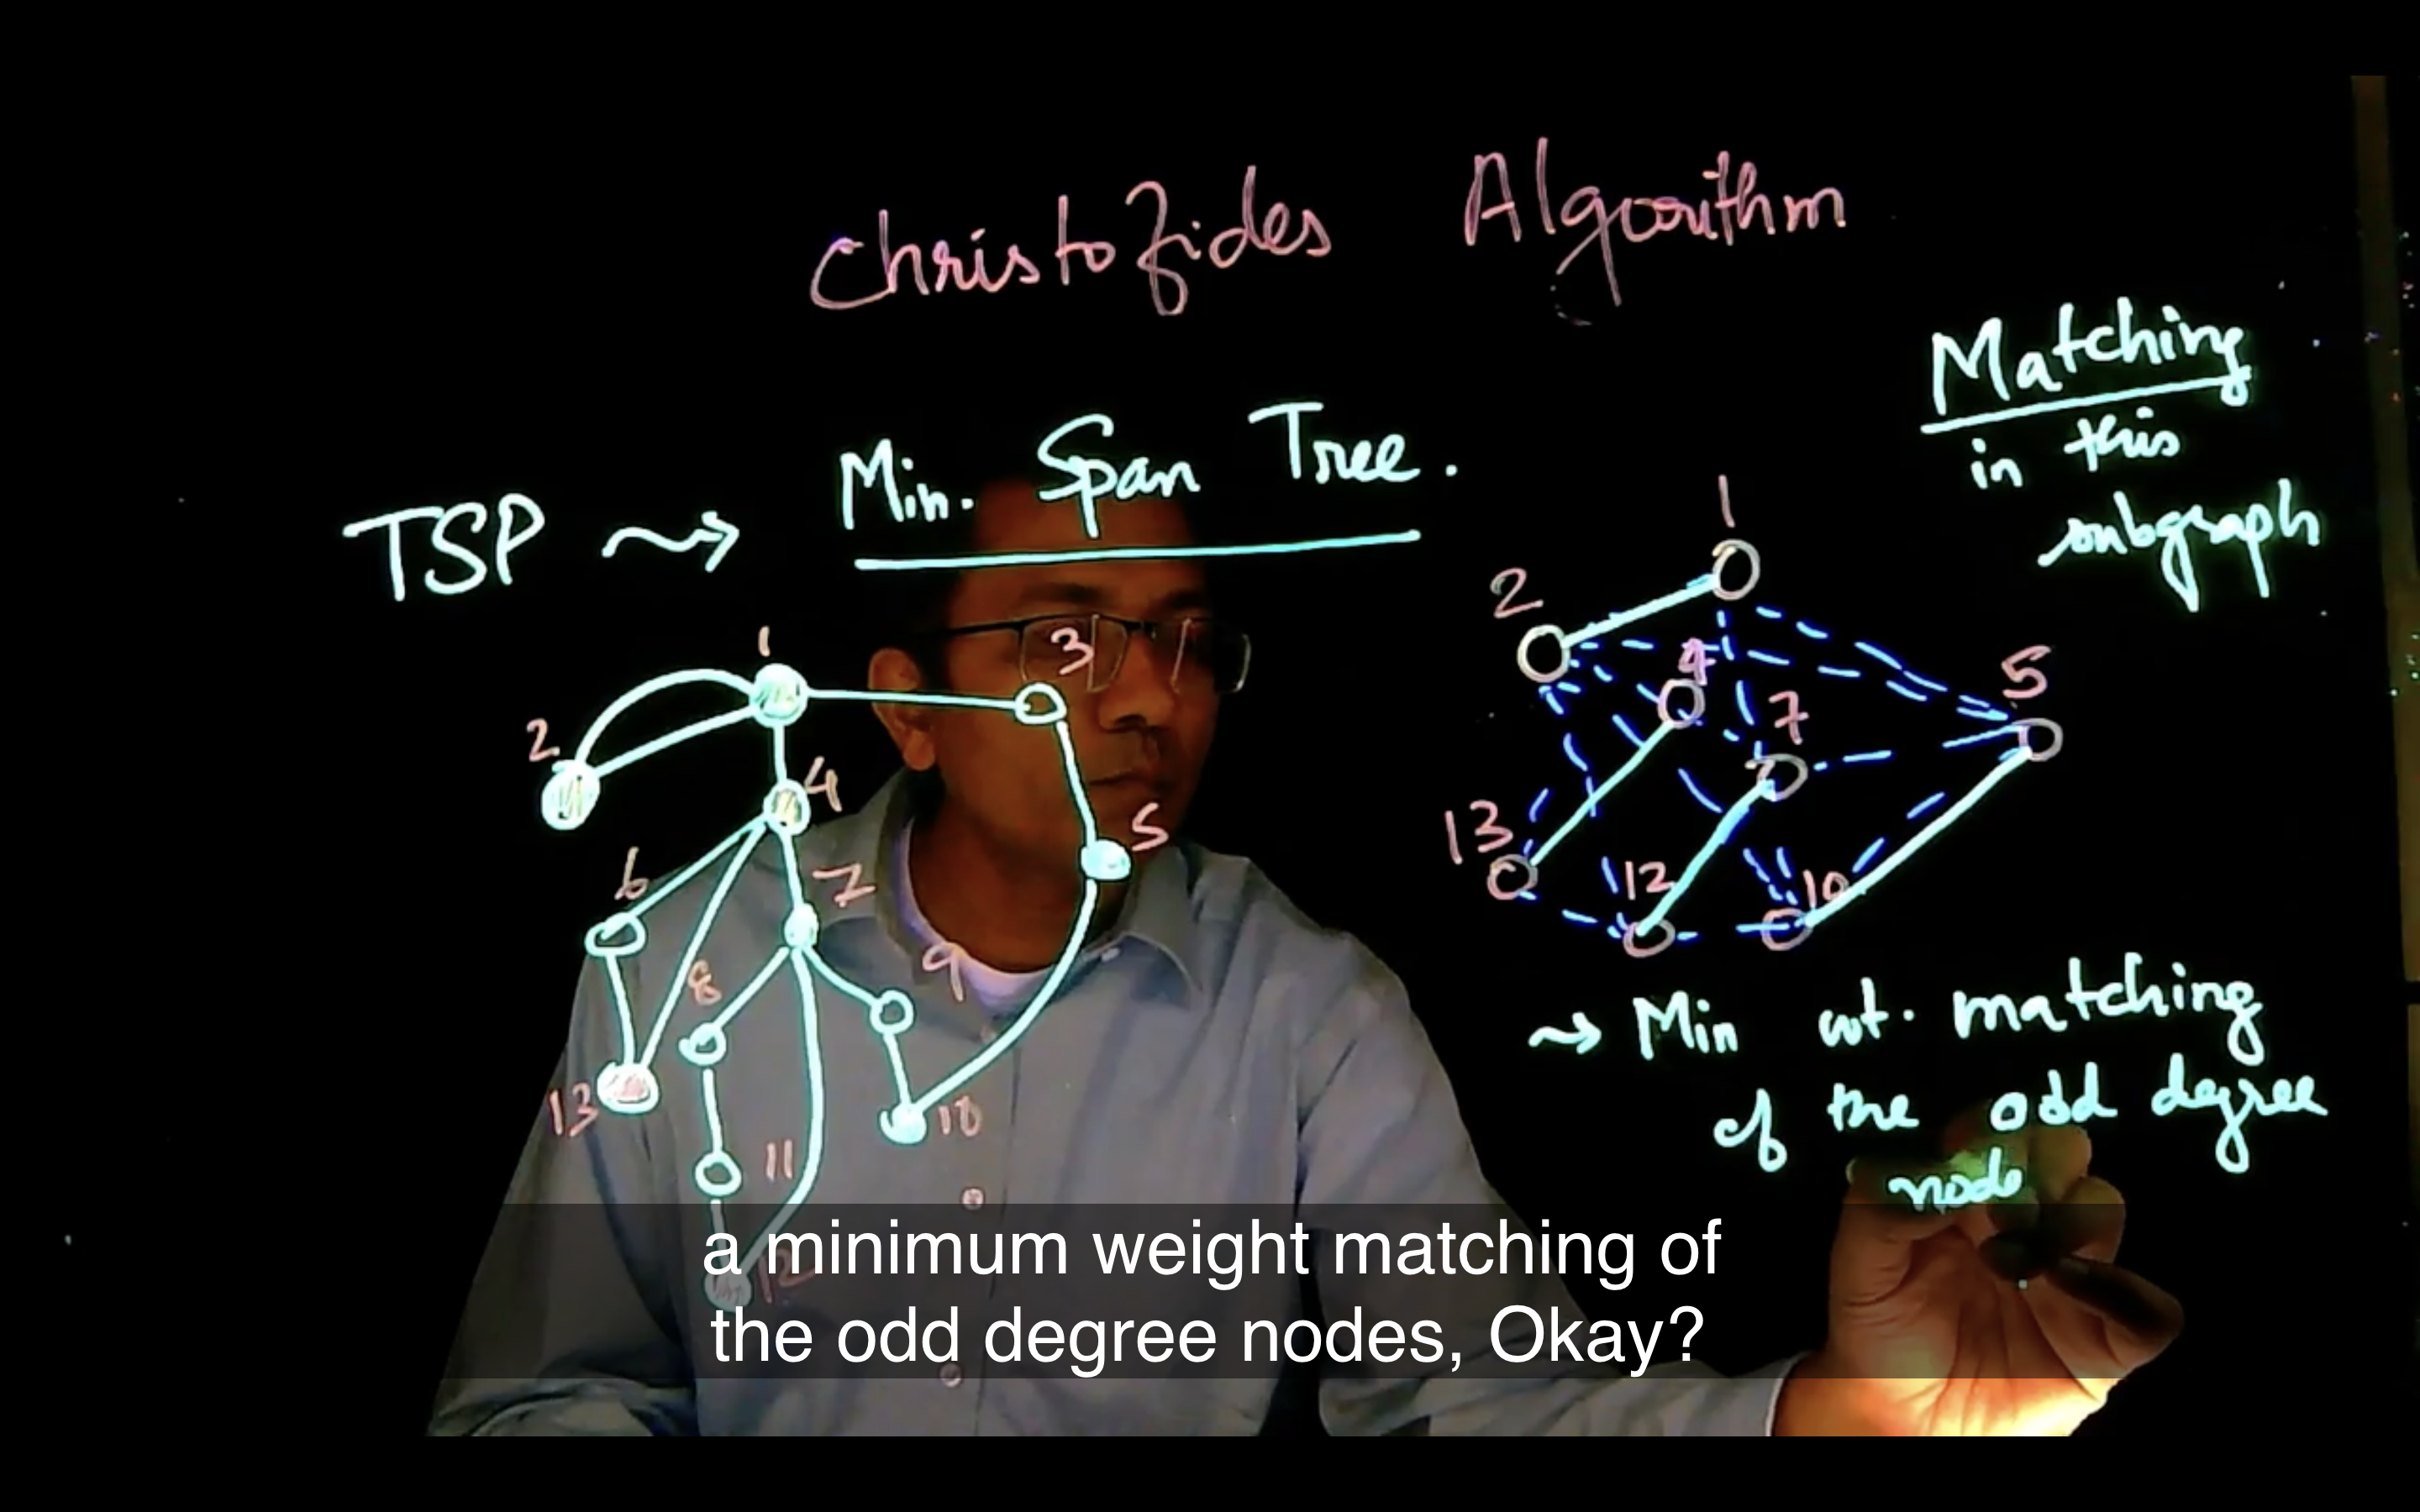 Christofides Algorithm
Matching
in this
subgraph
TSP Min. Span Tree.
1
2
3
4
5
6
7
8
9
10
11
12
13
1
2
4
5
7
13
12
10
Min wt. matching
of the odd degree
node
a minimum weight matching of
the odd degree nodes, Okay?